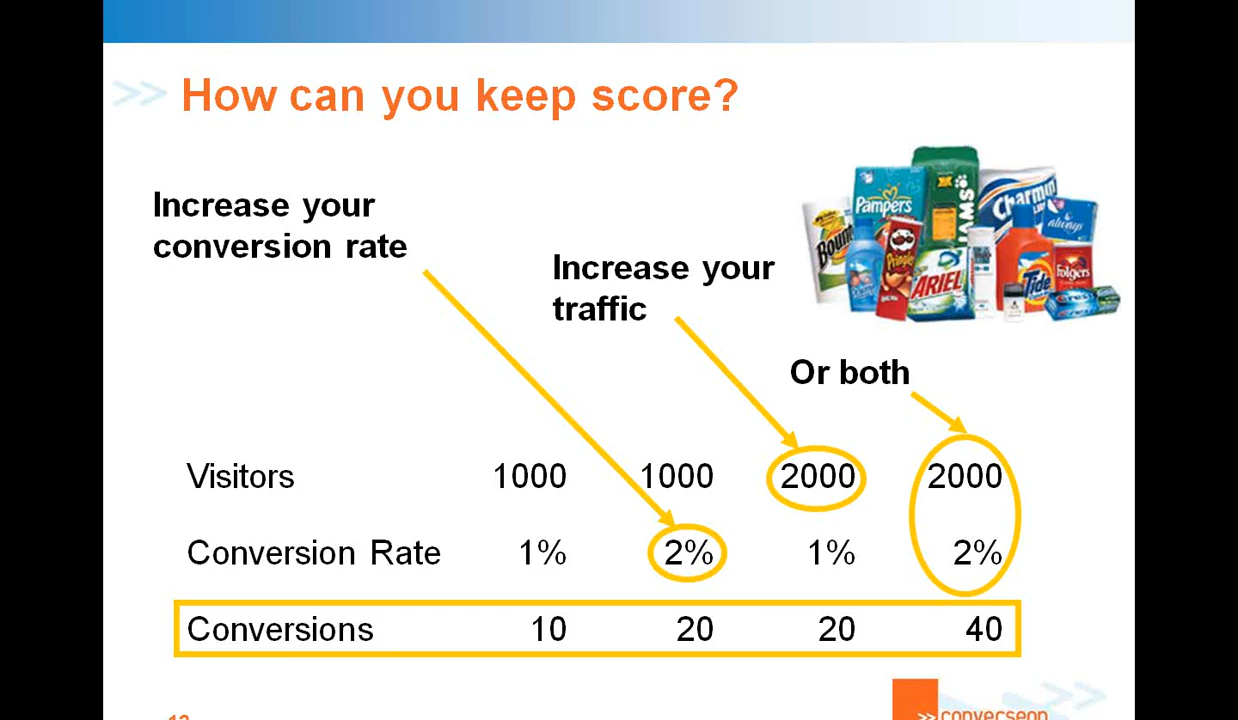 How can you keep score?
Increase your
conversion rate
Increase your
traffic
Or both
Pampers
IAMS
Charmin
Bounty
Pringles
ARIEL
always
Tide
Folgers
Crest
Visitors 1000 1000 2000 2000
Conversion Rate 1% 2% 1% 2%
Conversions 10 20 20 40
>> converseon